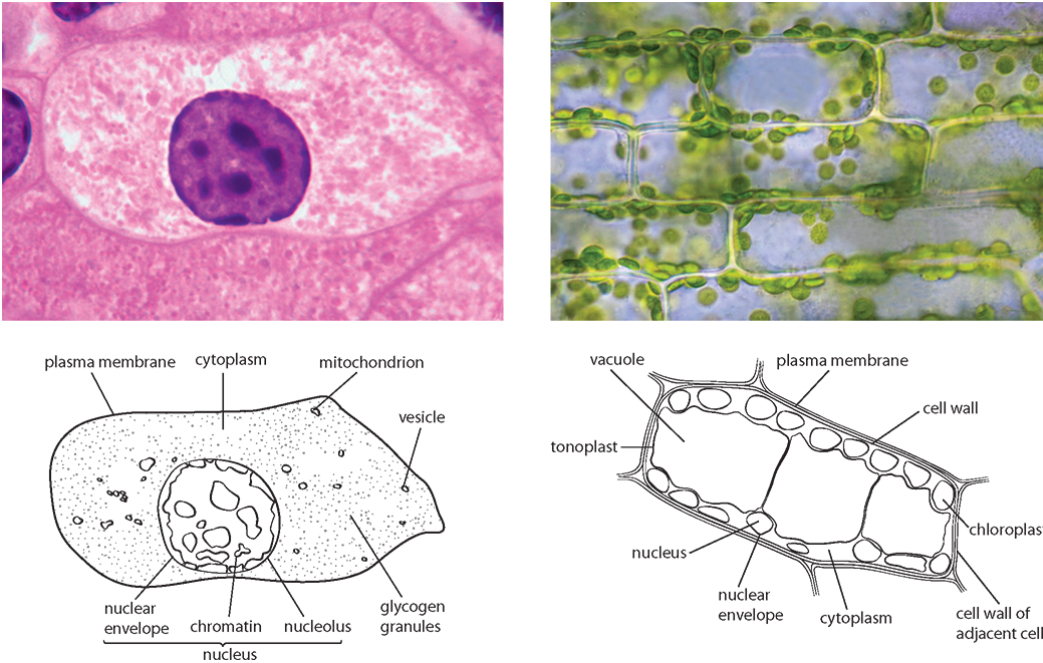 plasma membrane
cytoplasm
mitochondrion
vesicle
nuclear
envelope
chromatin
nucleolus
glycogen
granules
nucleus
vacuole
plasma membrane
cell wall
tonoplast
chloroplast
nucleus
nuclear
envelope
cytoplasm
cell wall of
adjacent cell